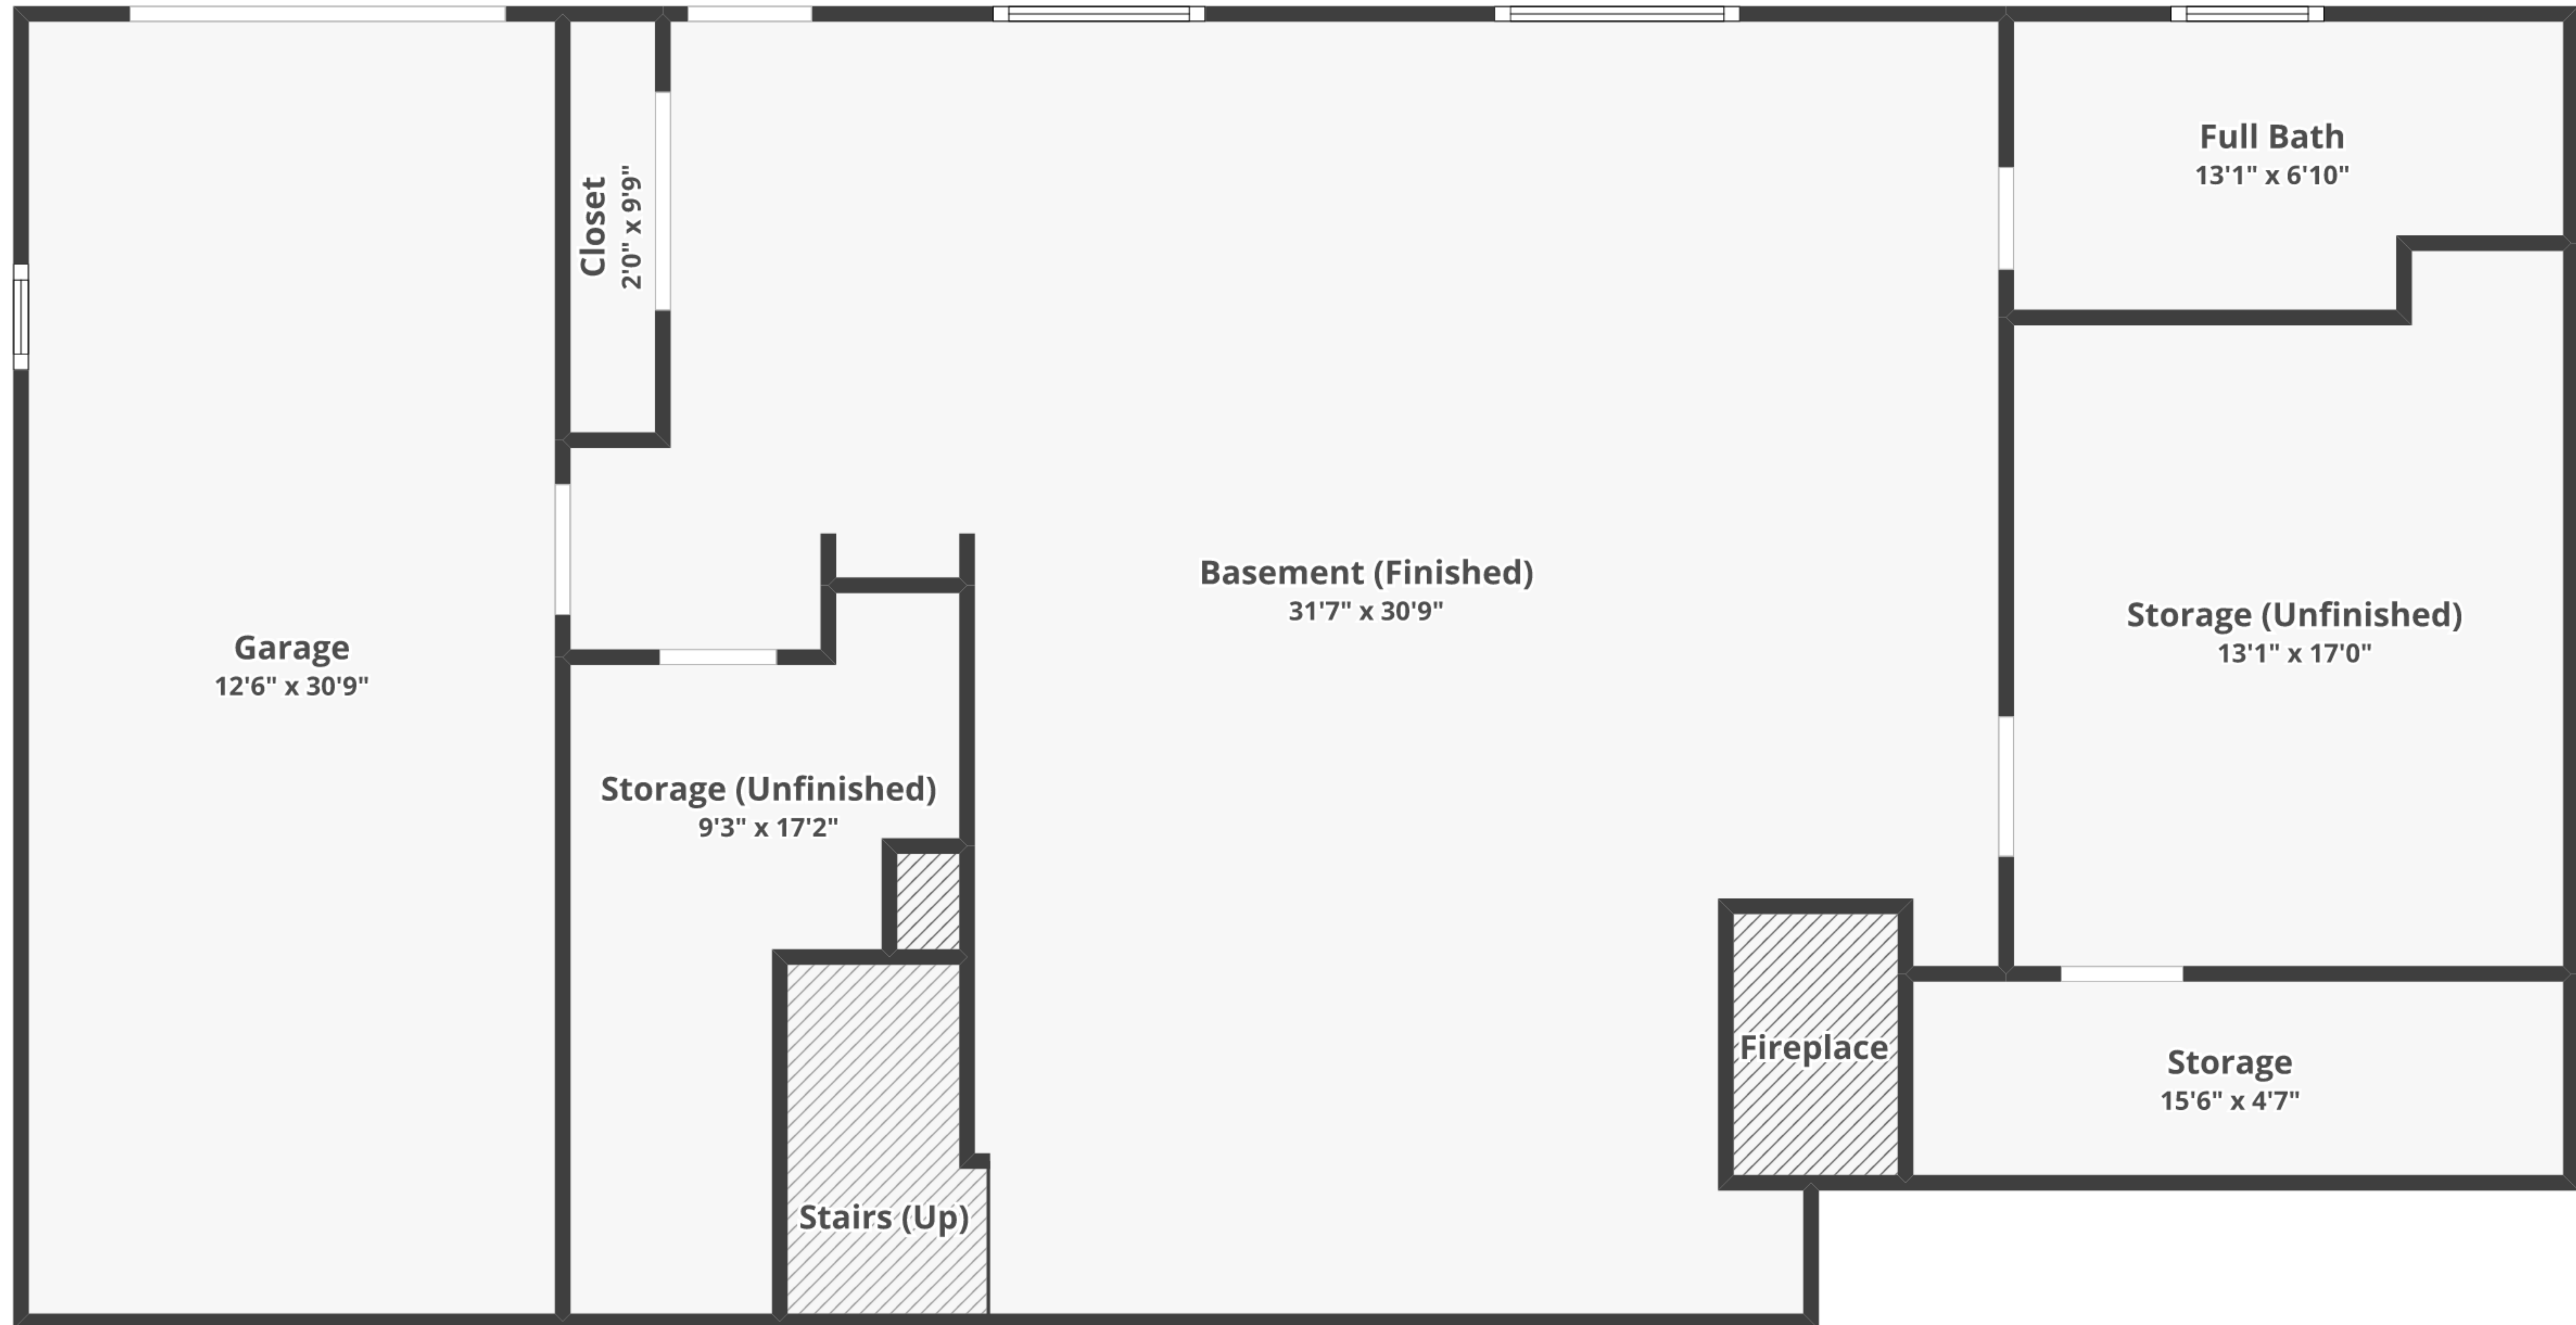 Full Bath
13'1" x 6'10"
Closet
2'0" x 9'9"
Basement (Finished)
31'7" x 30'9"
Storage (Unfinished)
13'1" x 17'0"
Garage
12'6" x 30'9"
Storage (Unfinished)
9'3" x 17'2"
Fireplace
Storage
15'6" x 4'7"
Stairs (Up)